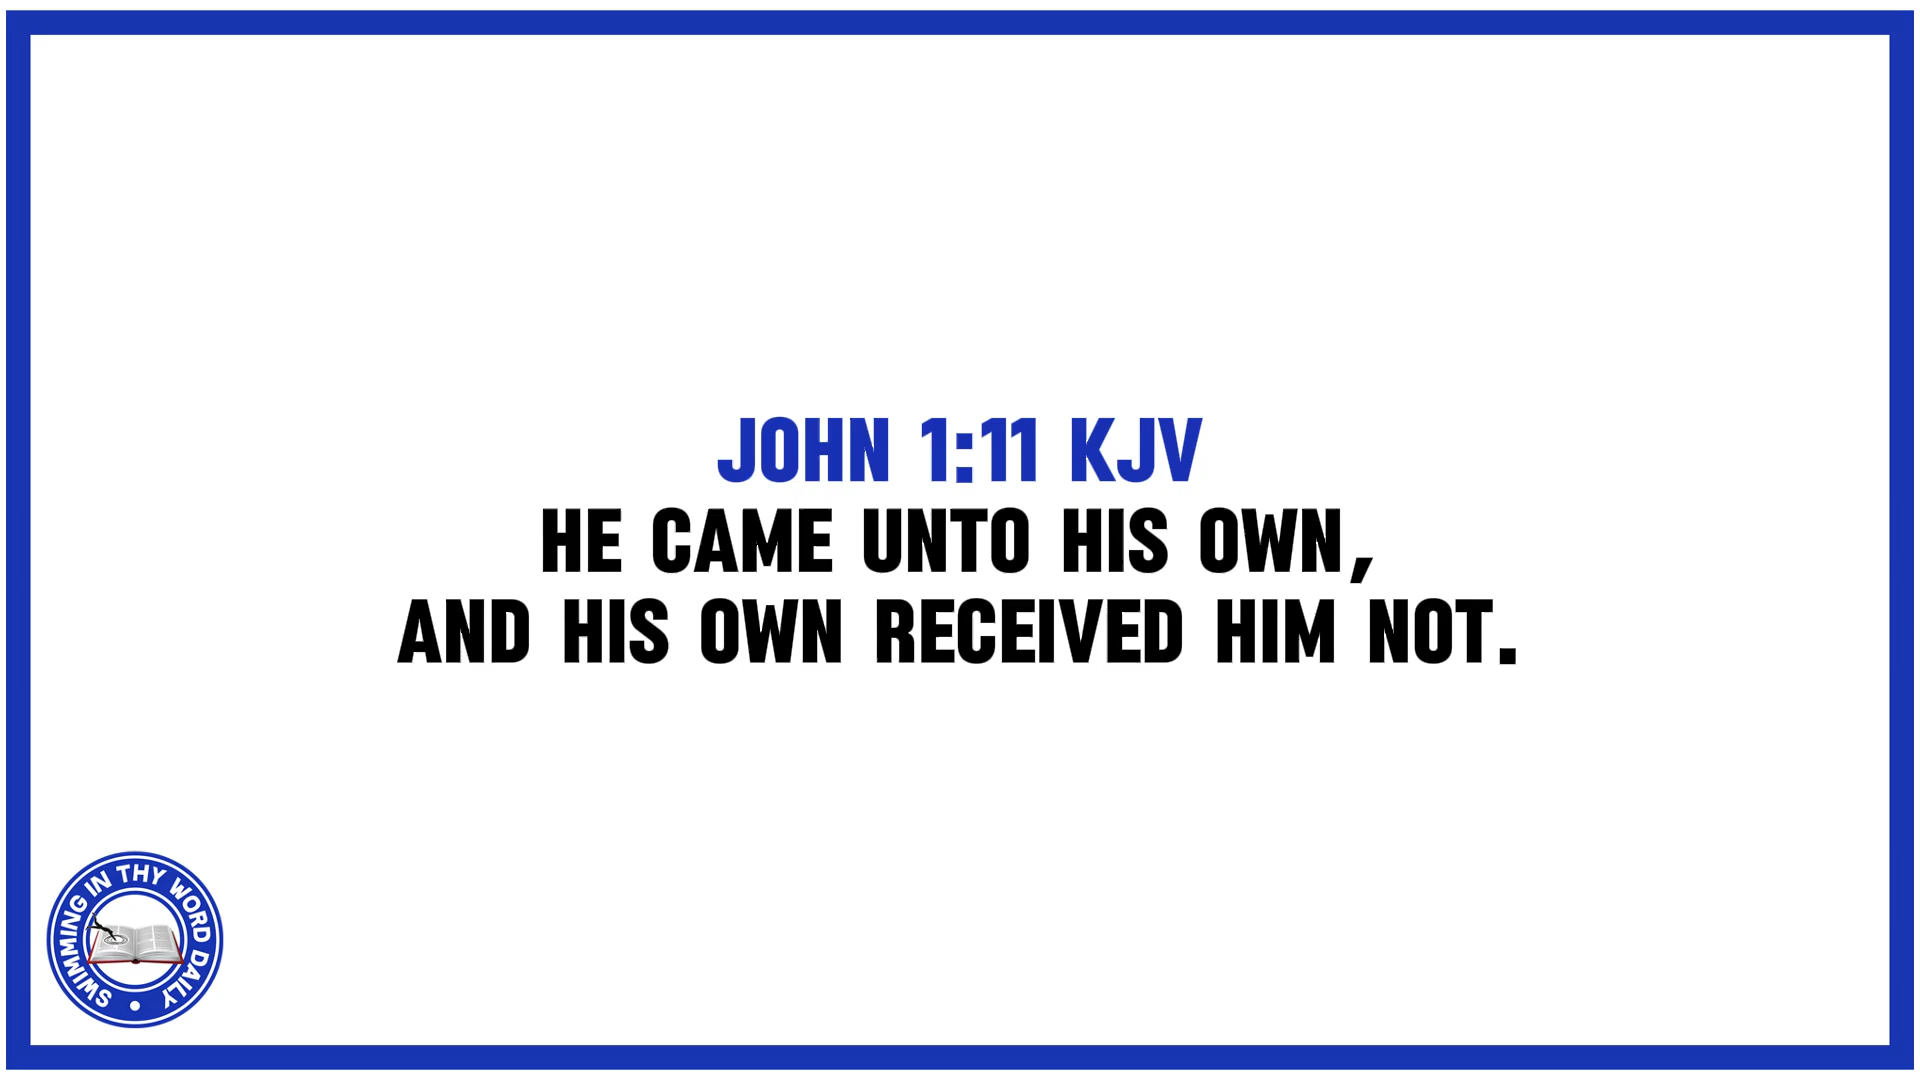 JOHN 1:11 KJV
HE CAME UNTO HIS OWN,
AND HIS OWN RECEIVED HIM NOT.
SWIMMING IN THY WORD DAILY